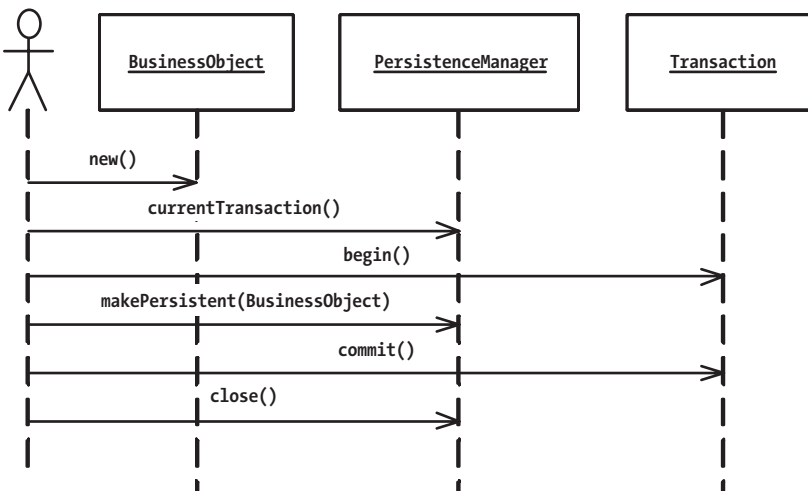 BusinessObject
PersistenceManager
Transaction
new()
currentTransaction()
begin()
makePersistent(BusinessObject)
commit()
close()